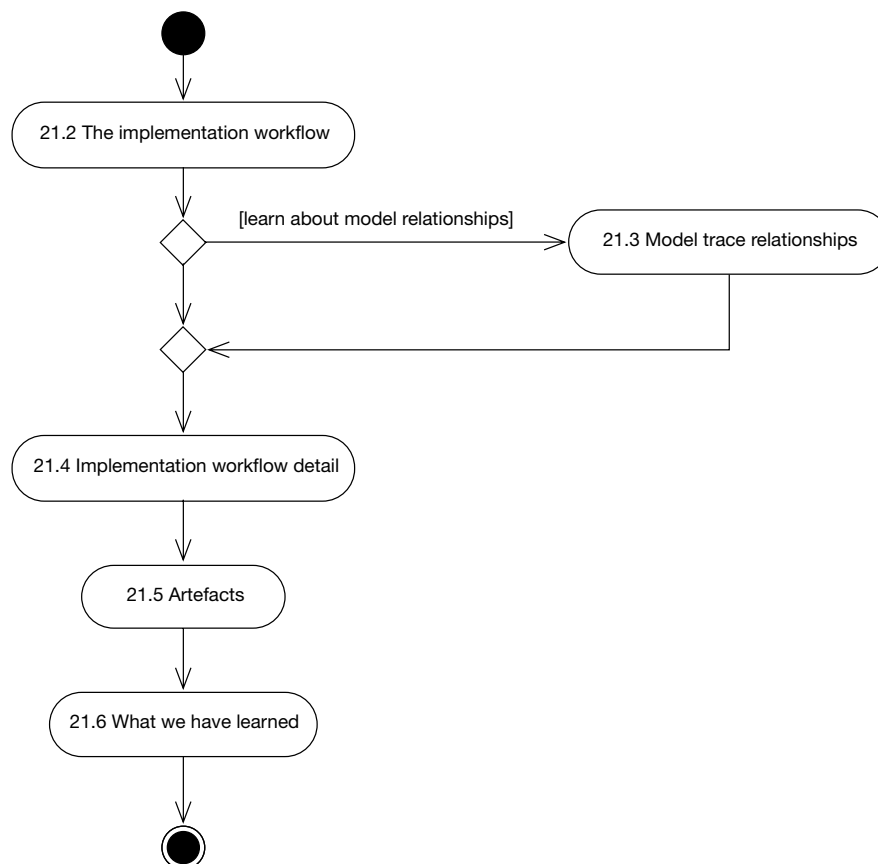 21.2 The implementation workflow
[learn about model relationships]
21.3 Model trace relationships
21.4 Implementation workflow detail
21.5 Artefacts
21.6 What we have learned